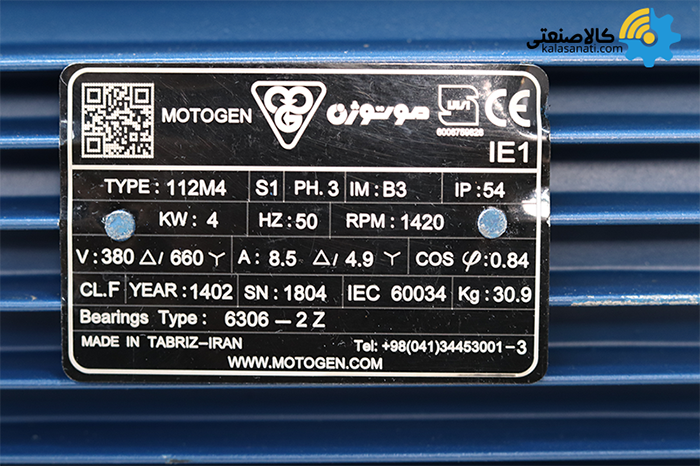 کالاصنعتی
kalasanati.com
MOTOGEN موتوژن CE
6008789828
IE1
TYPE : 112M4 S1 PH. 3 IM : B3 IP : 54
KW : 4 HZ : 50 RPM : 1420
V : 380 △ / 660 Y A : 8.5 △ / 4.9 Y COS φ : 0.84
CL.F YEAR : 1402 SN : 1804 IEC 60034 Kg : 30.9
Bearings Type : 6306 – 2 Z
MADE IN TABRIZ-IRAN Tel: +98(041)34453001-3
WWW.MOTOGEN.COM